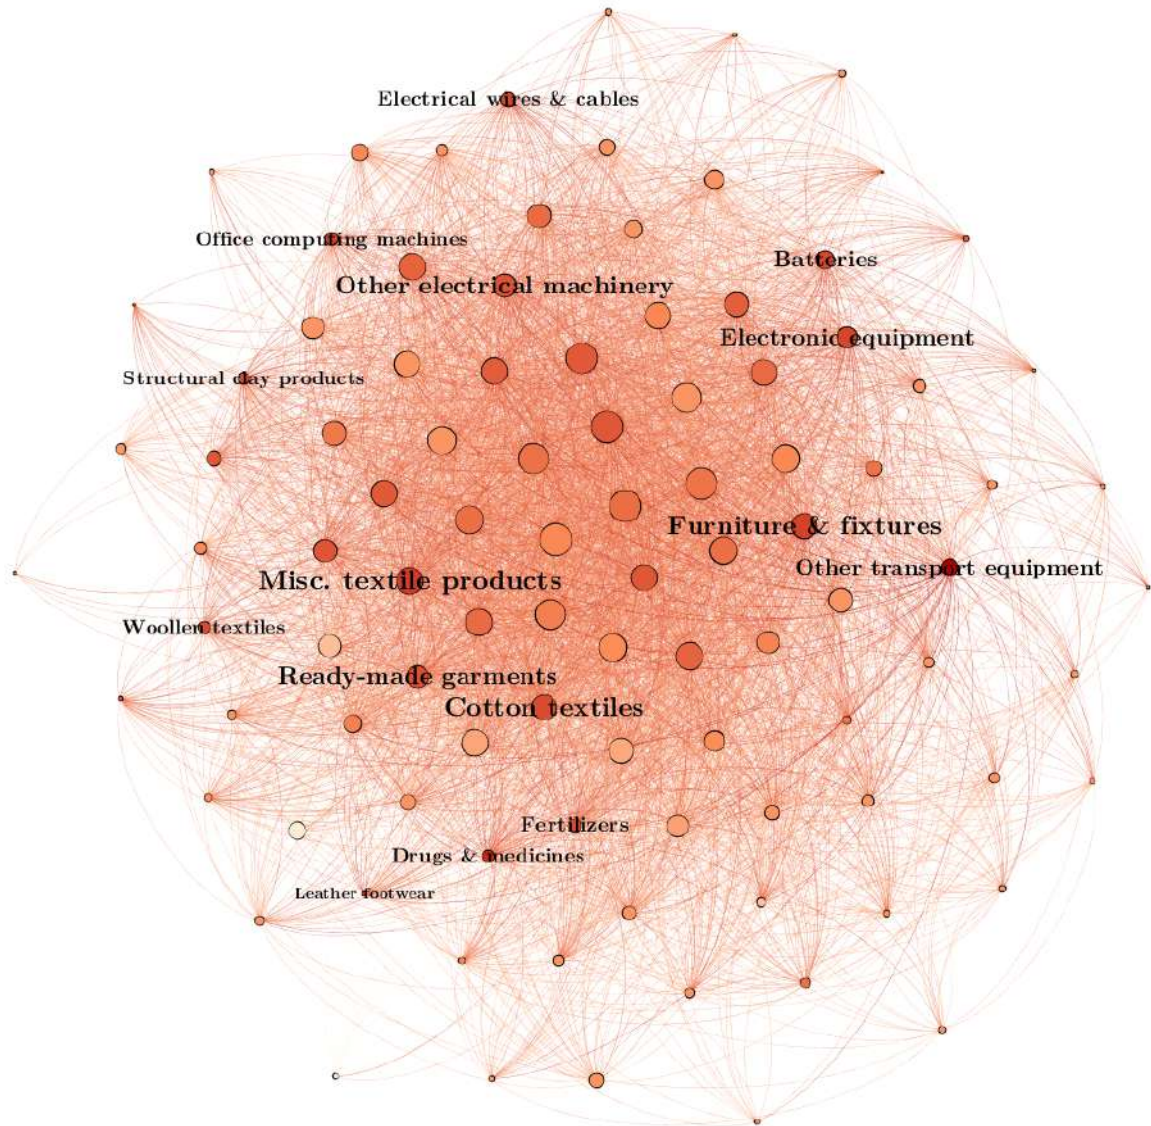 Electrical wires & cables
Office computing machines
Batteries
Other electrical machinery
Electronic equipment
Structural clay products
Furniture & fixtures
Other transport equipment
Misc. textile products
Woollen textiles
Ready-made garments
Cotton textiles
Fertilizers
Drugs & medicines
Leather footwear